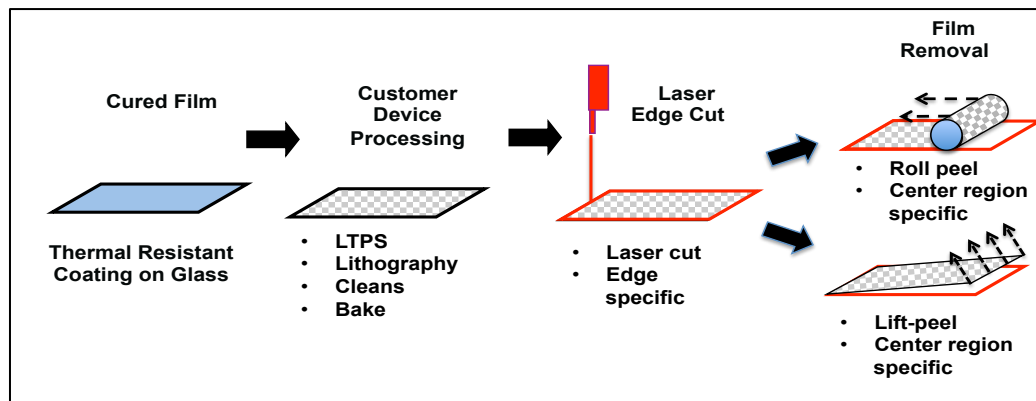 Cured Film
Thermal Resistant
Coating on Glass
Customer
Device
Processing
• LTPS
• Lithography
• Cleans
• Bake
Laser
Edge Cut
• Laser cut
• Edge
specific
Film
Removal
• Roll peel
• Center region
specific
• Lift-peel
• Center region
specific